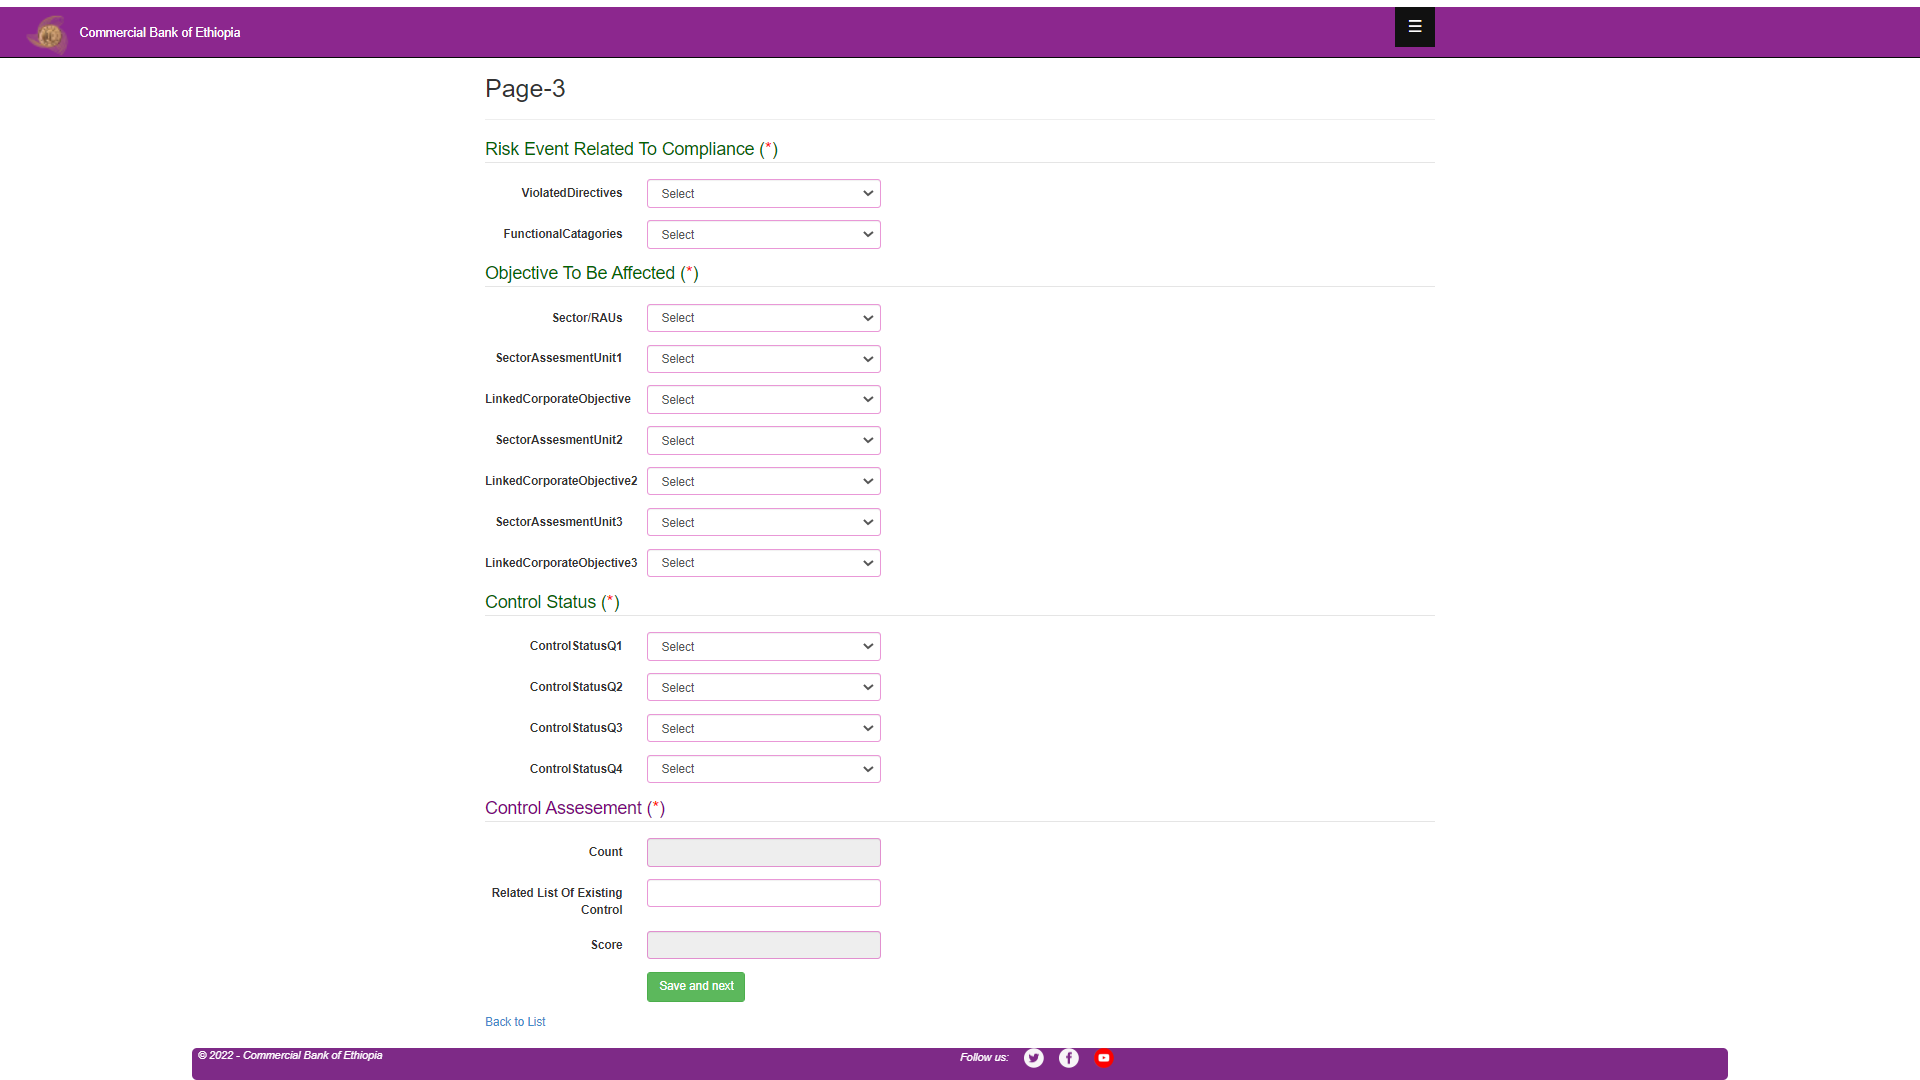 Commercial Bank of Ethiopia
☰
Page-3
Risk Event Related To Compliance (*)
ViolatedDirectives Select
FunctionalCatagories Select
Objective To Be Affected (*)
Sector/RAUs Select
SectorAssesmentUnit1 Select
LinkedCorporateObjective Select
SectorAssesmentUnit2 Select
LinkedCorporateObjective2 Select
SectorAssesmentUnit3 Select
LinkedCorporateObjective3 Select
Control Status (*)
ControlStatusQ1 Select
ControlStatusQ2 Select
ControlStatusQ3 Select
ControlStatusQ4 Select
Control Assesement (*)
Count
Related List Of Existing
Control
Score
Save and next
Back to List
© 2022 - Commercial Bank of Ethiopia Follow us: